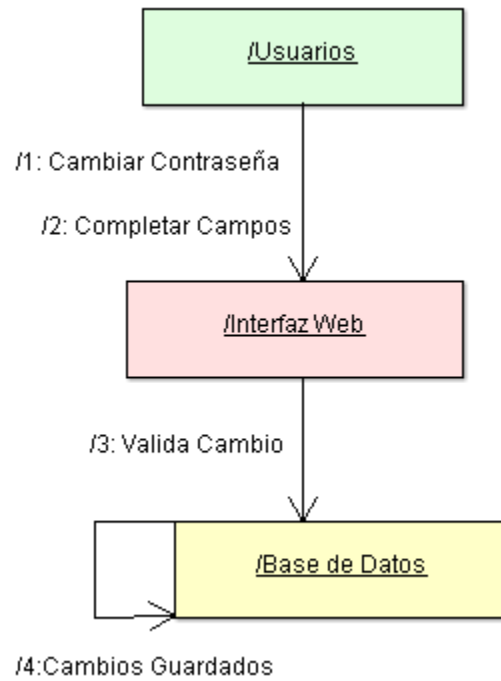 /Usuarios
/1: Cambiar Contraseña
/2: Completar Campos
/Interfaz Web
/3: Valida Cambio
/Base de Datos
/4:Cambios Guardados